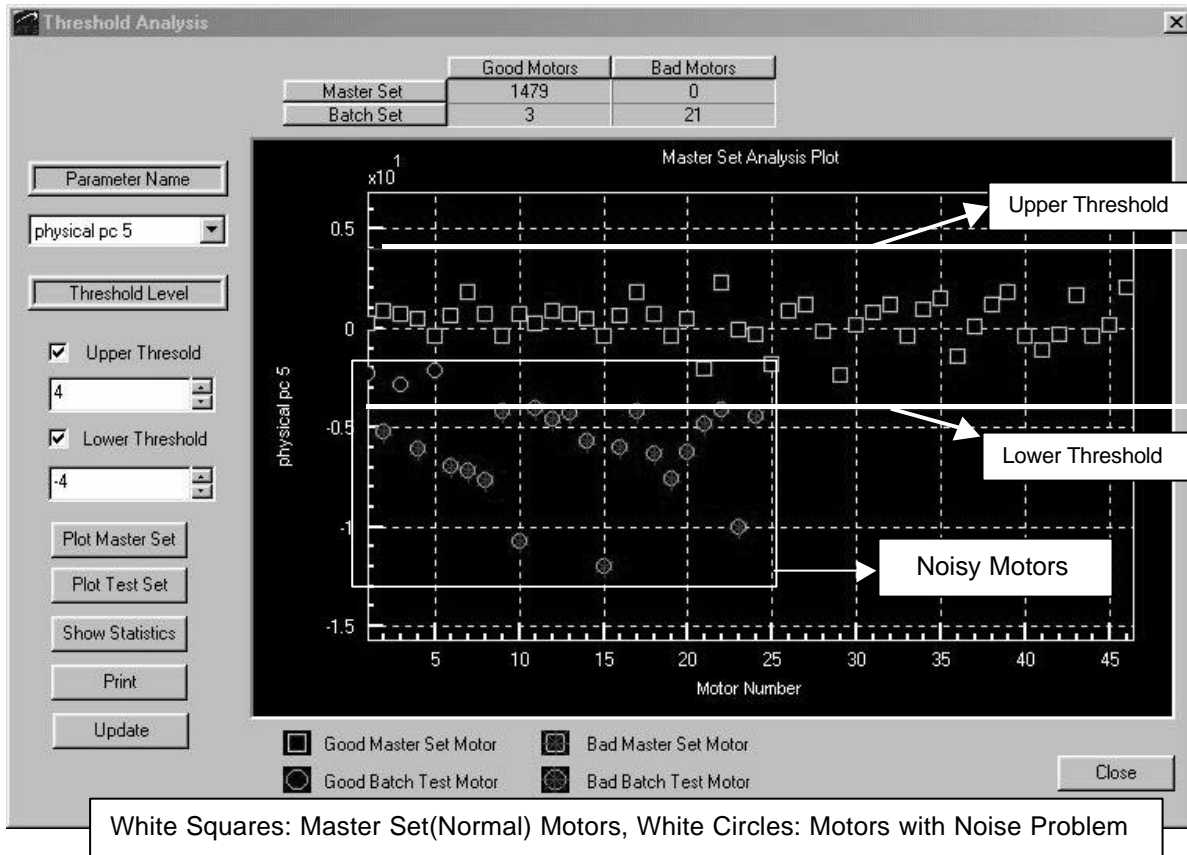 Threshold Analysis
Good Motors Bad Motors
Master Set 1479 0
Batch Set 3 21
Parameter Name
physical pc 5
Threshold Level
Upper Thresold
4
Lower Threshold
-4
Plot Master Set
Plot Test Set
Show Statistics
Print
Update
Master Set Analysis Plot
x10 1
0.5
0
-0.5
-1
-1.5
physical pc 5
5 10 15 20 25 30 35 40 45
Motor Number
Upper Threshold
Lower Threshold
Noisy Motors
Good Master Set Motor Bad Master Set Motor
Good Batch Test Motor Bad Batch Test Motor
Close
White Squares: Master Set(Normal) Motors, White Circles: Motors with Noise Problem